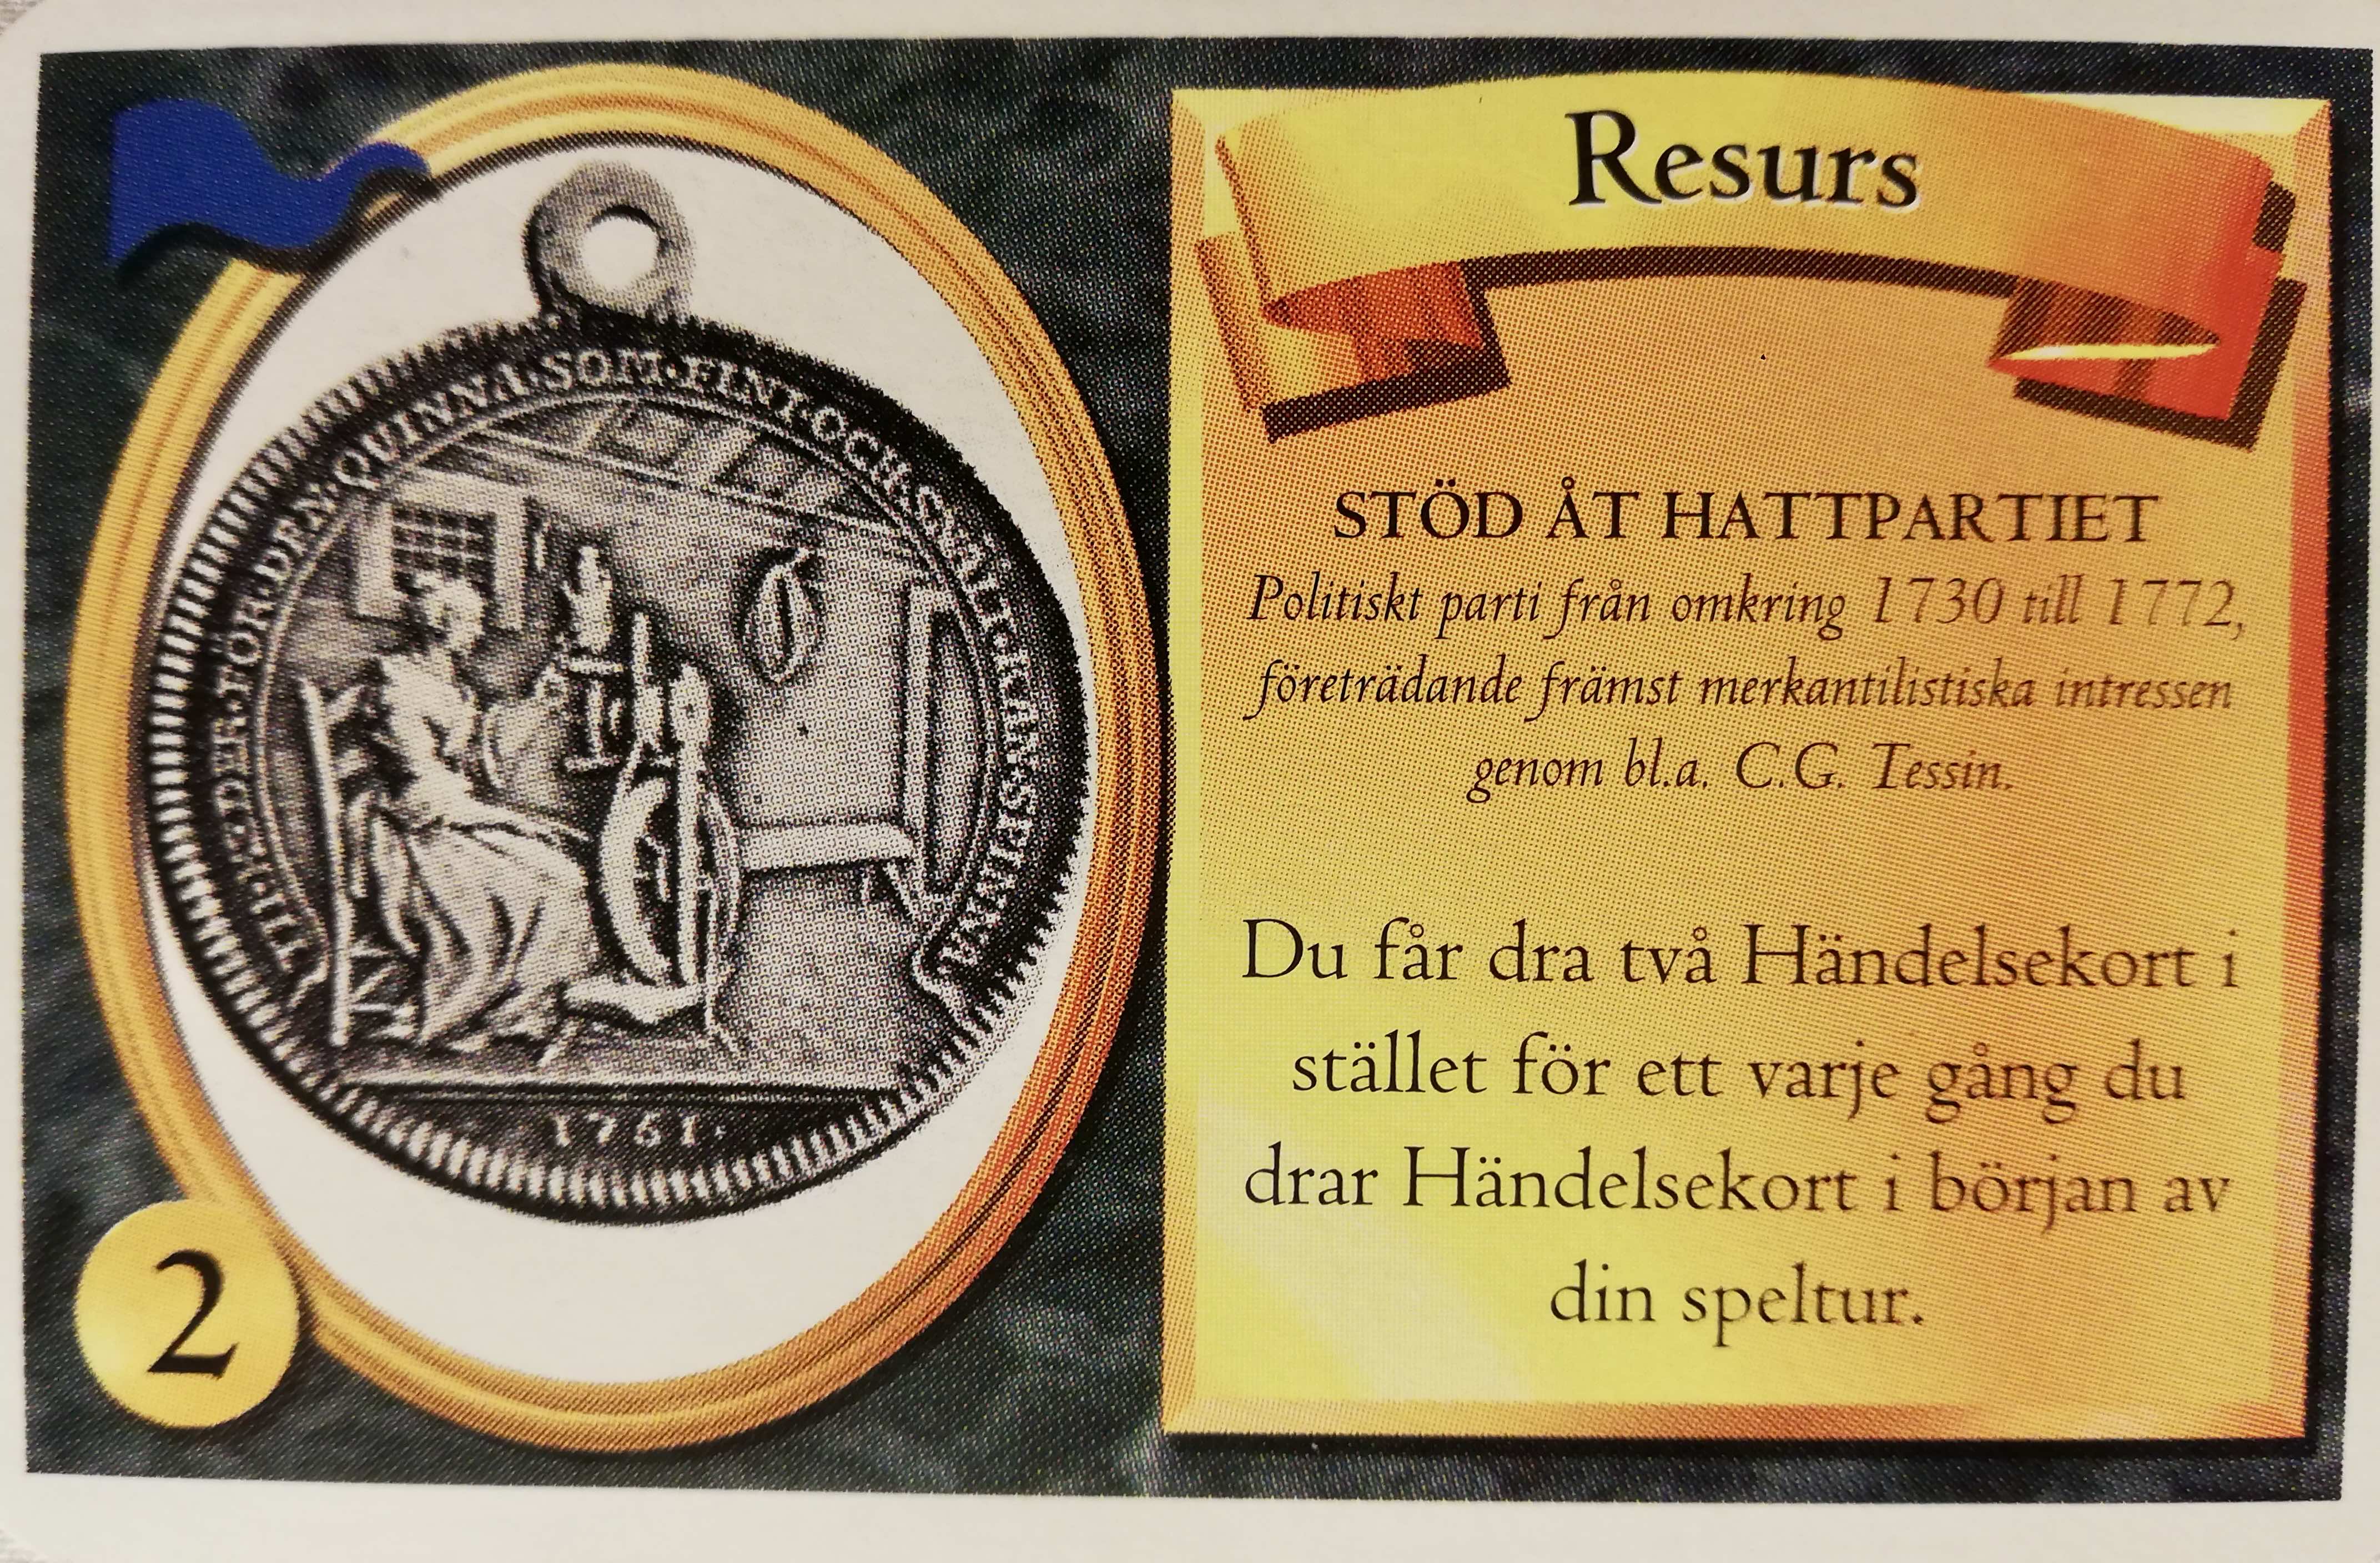 Resurs
STÖD ÅT HATTPARTIET
Politiskt parti från omkring 1730 till 1772,
företrädande främst merkantilistiska intressen
genom bl.a. C.G. Tessin.
Du får dra två Händelsekort i
stället för ett varje gång du
drar Händelsekort i början av
din speltur.
HEDER·FÖR·DEN·QUINNA·SOM·FINT·OCH·SNÄLT·KAN·SPINNA
1761·
2